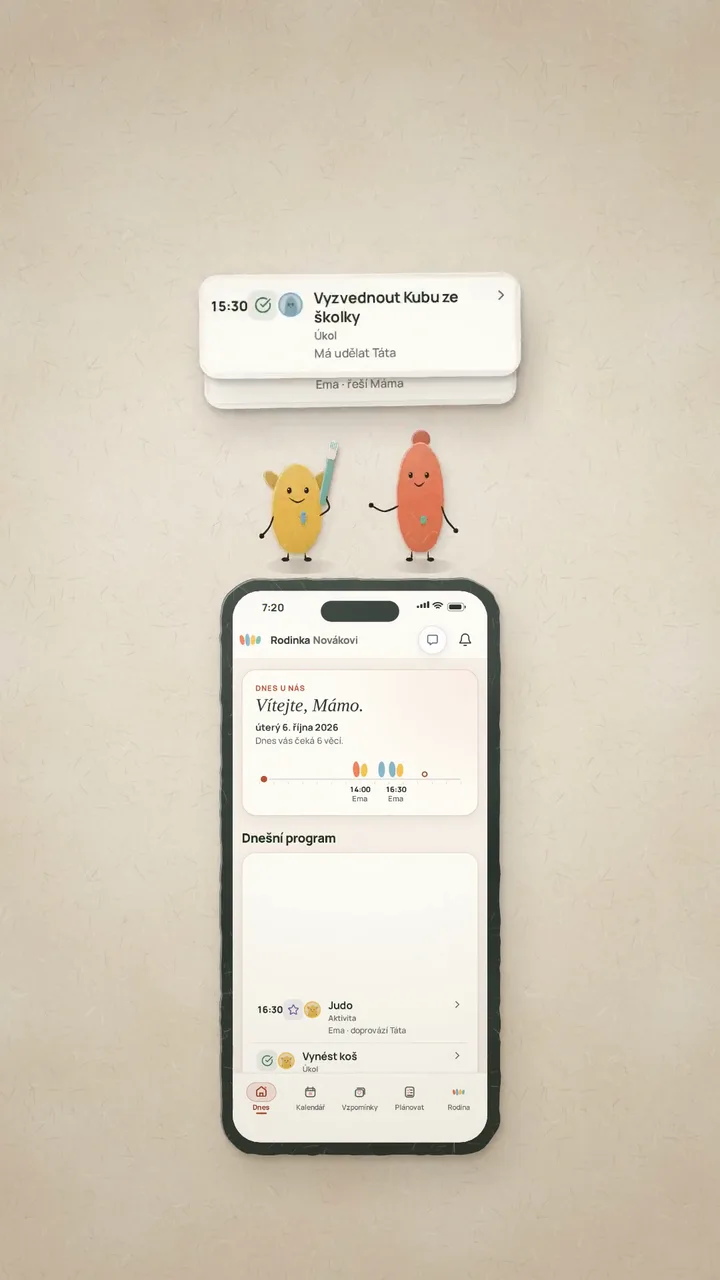 15:30
Vyzvednout Kubu ze
školky
Úkol
Má udělat Táta
Ema · řeší Máma
7:20
Rodinka Novákovi
DNES U NÁS
Vítejte, Mámo.
úterý 6. října 2026
Dnes vás čeká 6 věcí.
14:00 16:30
Ema Ema
Dnešní program
16:30 Judo
Aktivita
Ema · doprovází Táta
Vynést koš
Úkol
Dnes Kalendář Vzpomínky Plánovat Rodina